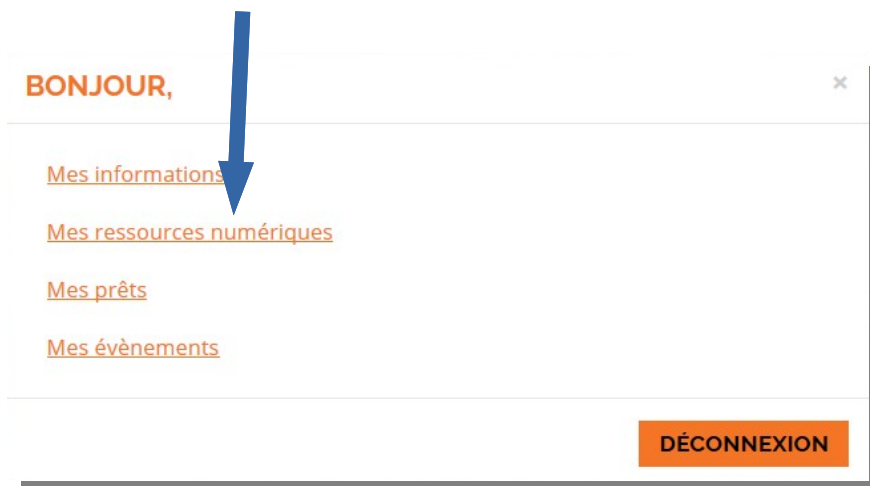 BONJOUR,
×
Mes informations
Mes ressources numériques
Mes prêts
Mes évènements
DÉCONNEXION